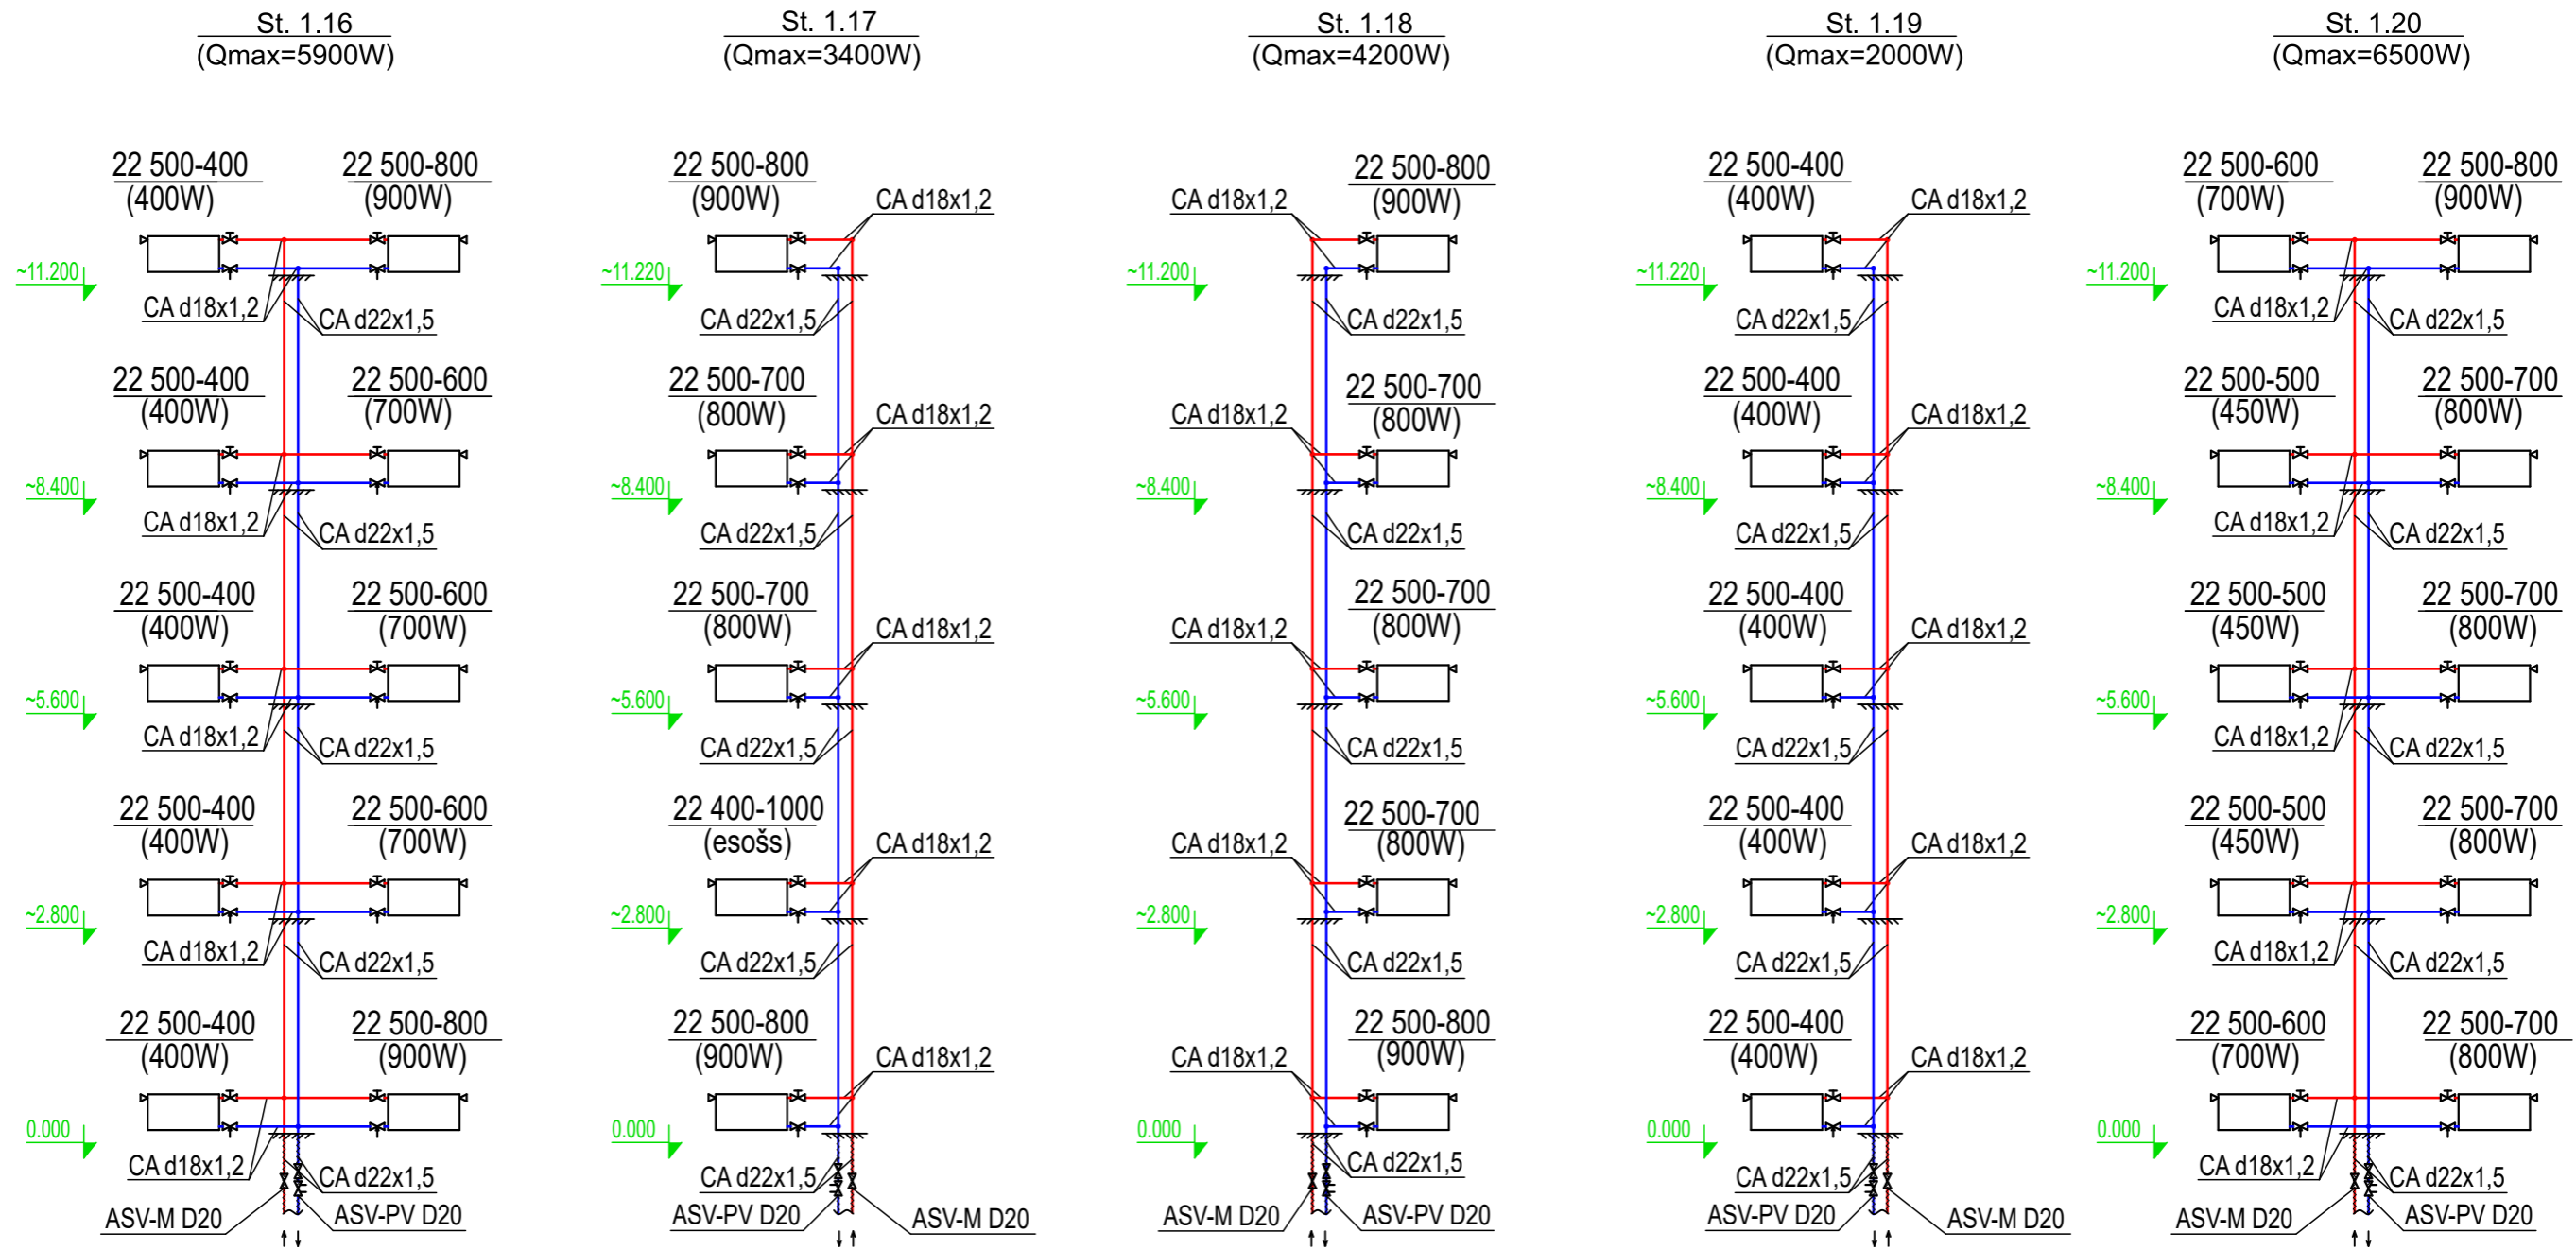 St. 1.16
(Qmax=5900W)
St. 1.17
(Qmax=3400W)
St. 1.18
(Qmax=4200W)
St. 1.19
(Qmax=2000W)
St. 1.20
(Qmax=6500W)
22 500-400
(400W)
22 500-800
(900W)
~11.200
CA d18x1,2
CA d22x1,5
22 500-400
(400W)
22 500-600
(700W)
~8.400
CA d18x1,2
CA d22x1,5
22 500-400
(400W)
22 500-600
(700W)
~5.600
CA d18x1,2
CA d22x1,5
22 500-400
(400W)
22 500-600
(700W)
~2.800
CA d18x1,2
CA d22x1,5
22 500-400
(400W)
22 500-800
(900W)
0.000
CA d18x1,2
CA d22x1,5
ASV-M D20
ASV-PV D20
22 500-800
(900W)
CA d18x1,2
~11.220
CA d22x1,5
22 500-700
(800W)
CA d18x1,2
~8.400
CA d22x1,5
22 500-700
(800W)
CA d18x1,2
~5.600
CA d22x1,5
22 400-1000
(esošs)
CA d18x1,2
~2.800
CA d22x1,5
22 500-800
(900W)
CA d18x1,2
0.000
CA d22x1,5
ASV-PV D20
ASV-M D20
22 500-800
(900W)
CA d18x1,2
~11.200
CA d22x1,5
22 500-700
(800W)
CA d18x1,2
~8.400
CA d22x1,5
22 500-700
(800W)
CA d18x1,2
~5.600
CA d22x1,5
22 500-700
(800W)
CA d18x1,2
~2.800
CA d22x1,5
22 500-800
(900W)
CA d18x1,2
0.000
CA d22x1,5
ASV-M D20
ASV-PV D20
22 500-400
(400W)
CA d18x1,2
~11.220
CA d22x1,5
22 500-400
(400W)
CA d18x1,2
~8.400
CA d22x1,5
22 500-400
(400W)
CA d18x1,2
~5.600
CA d22x1,5
22 500-400
(400W)
CA d18x1,2
~2.800
CA d22x1,5
22 500-400
(400W)
CA d18x1,2
0.000
CA d22x1,5
ASV-PV D20
ASV-M D20
22 500-600
(700W)
22 500-800
(900W)
~11.200
CA d18x1,2
CA d22x1,5
22 500-500
(450W)
22 500-700
(800W)
~8.400
CA d18x1,2
CA d22x1,5
22 500-500
(450W)
22 500-700
(800W)
~5.600
CA d18x1,2
CA d22x1,5
22 500-500
(450W)
22 500-700
(800W)
~2.800
CA d18x1,2
CA d22x1,5
22 500-600
(700W)
22 500-700
(800W)
0.000
CA d18x1,2
CA d22x1,5
ASV-M D20
ASV-PV D20